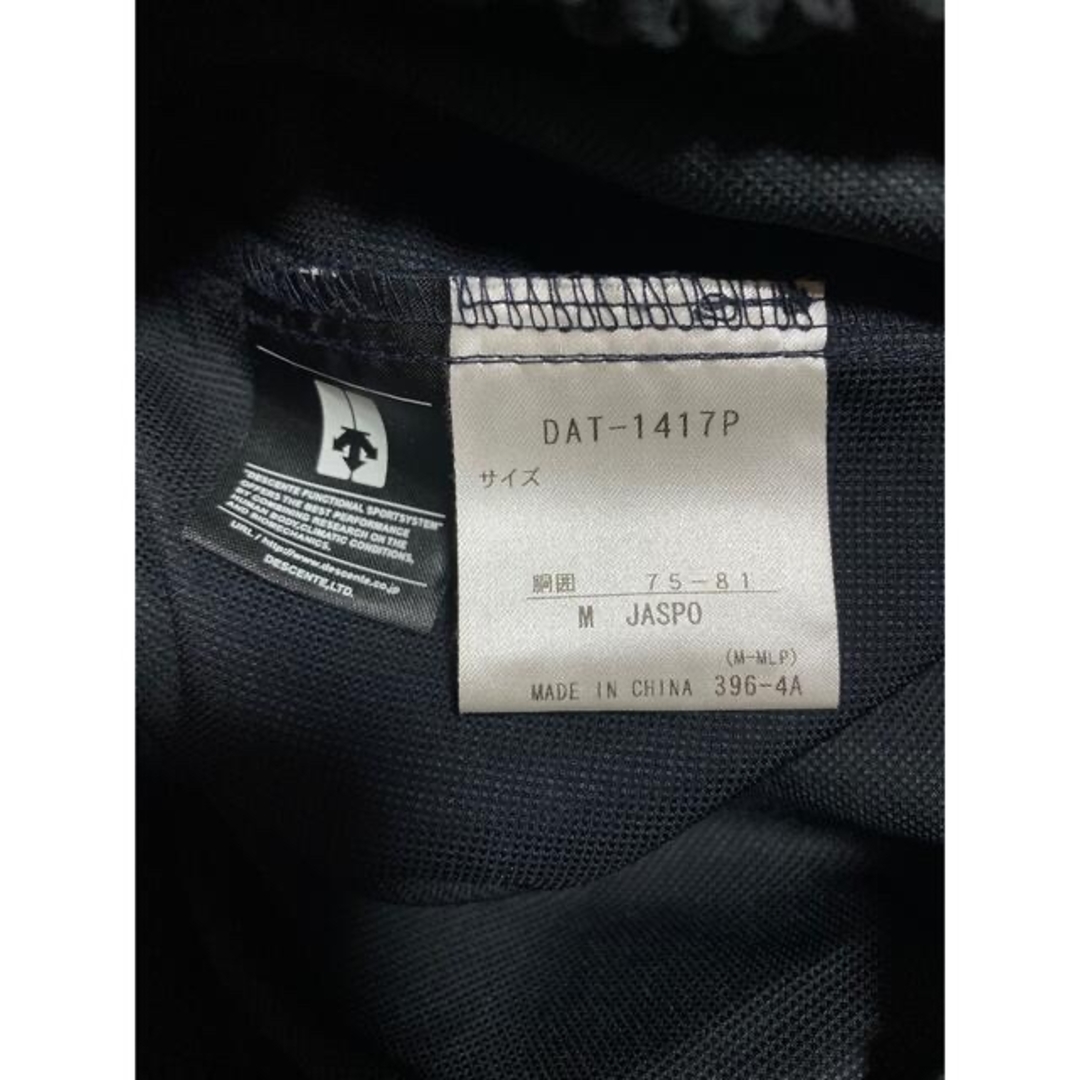 "DESCENTE FUNCTIONAL SPORTSYSTEM"
OFFERS THE BEST PERFORMANCE
BY COMBINING RESEARCH ON THE
HUMAN BODY,CLIMATIC CONDITIONS,
AND BIOMECHANICS.
URL / http://www.descente.co.jp
DESCENTE,LTD.
DAT-1417P
サイズ
胴囲 75-81
M JASPO
(M-MLP)
MADE IN CHINA 396-4A